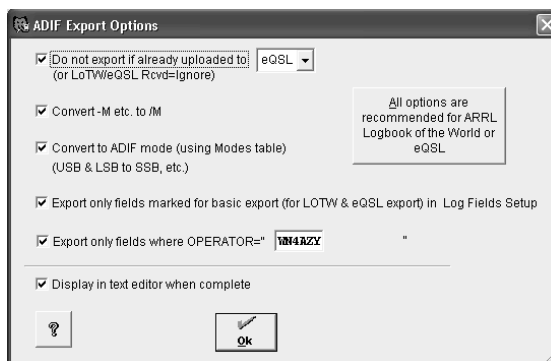 ADIF Export Options
Do not export if already uploaded to eQSL
(or LoTW/eQSL Rcvd=Ignore)
Convert -M etc. to /M
All options are
recommended for ARRL
Logbook of the World or
eQSL
Convert to ADIF mode (using Modes table)
(USB & LSB to SSB, etc.)
Export only fields marked for basic export (for LOTW & eQSL export) in Log Fields Setup
Export only fields where OPERATOR=" WN4AZY "
Display in text editor when complete
?
Ok